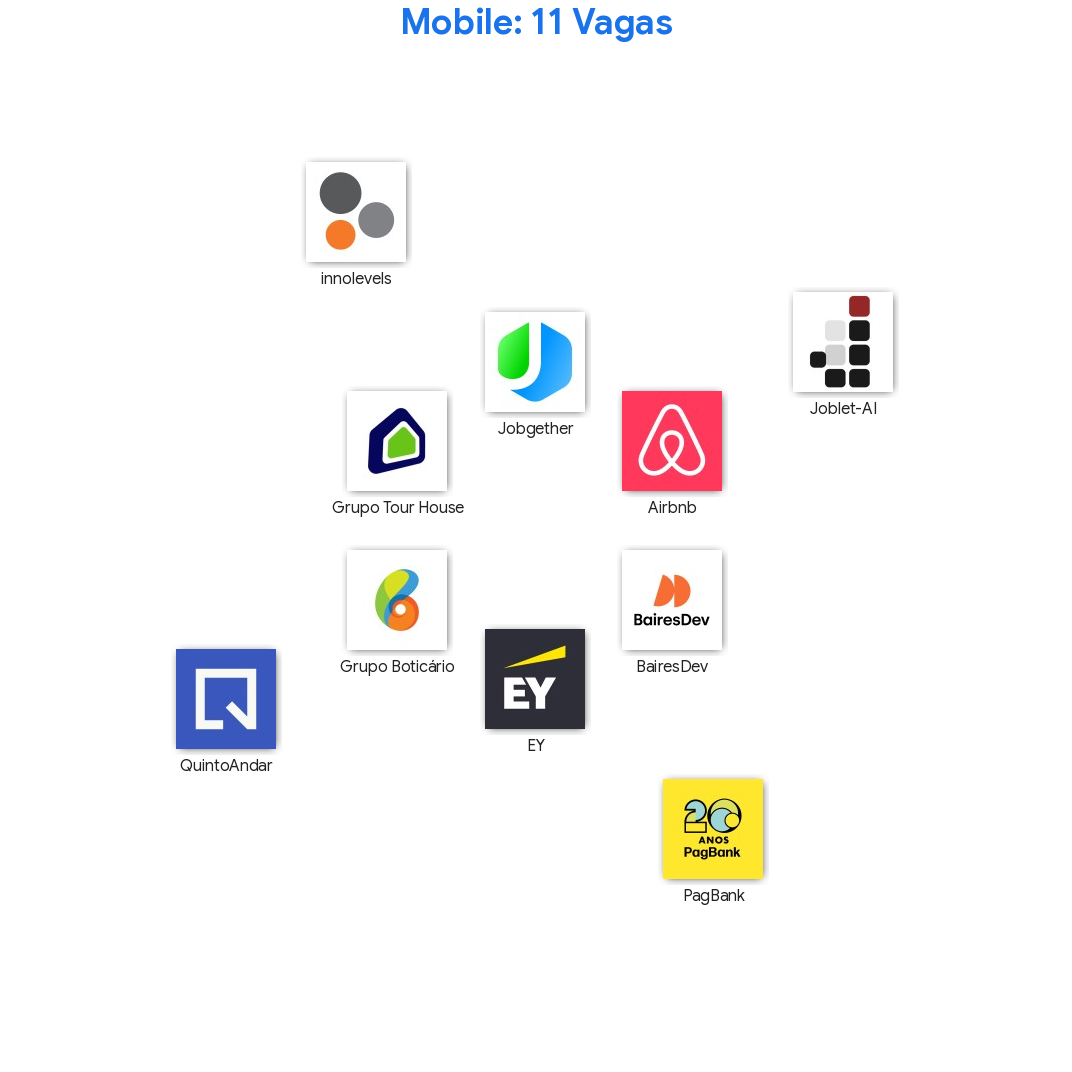 Mobile: 11 Vagas
innolevels
Jobgether
Joblet-AI
Grupo Tour House
Airbnb
BairesDev
Grupo Boticário
BairesDev
EY
QuintoAndar
EY
20
ANOS
PagBank
PagBank